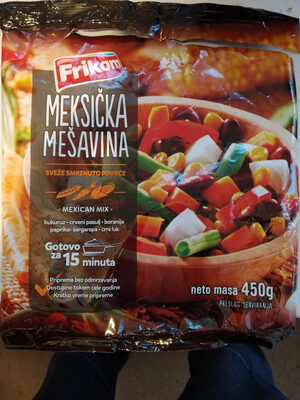 Frikom
MEKSIČKA
MEŠAVINA
SVEŽE SMRZNUTO POVRĆE
MEXICAN MIX
kukuruz • crveni pasulj • boranija
paprika • šargarepa • crni luk
Gotovo
za 15 minuta
Priprema bez odmrzavanja
Dostupno tokom cele godine
Kratko vreme pripreme
neto masa 450g
PREDLOG SERVIRANJA